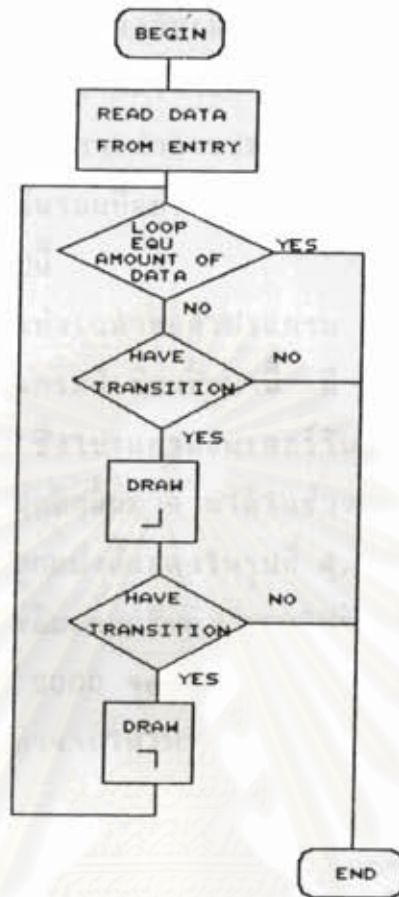 BEGIN
READ DATA
FROM ENTRY
LOOP
EQU
AMOUNT OF
DATA
YES
NO
HAVE
TRANSITION
NO
YES
DRAW
HAVE
TRANSITION
NO
YES
DRAW
END